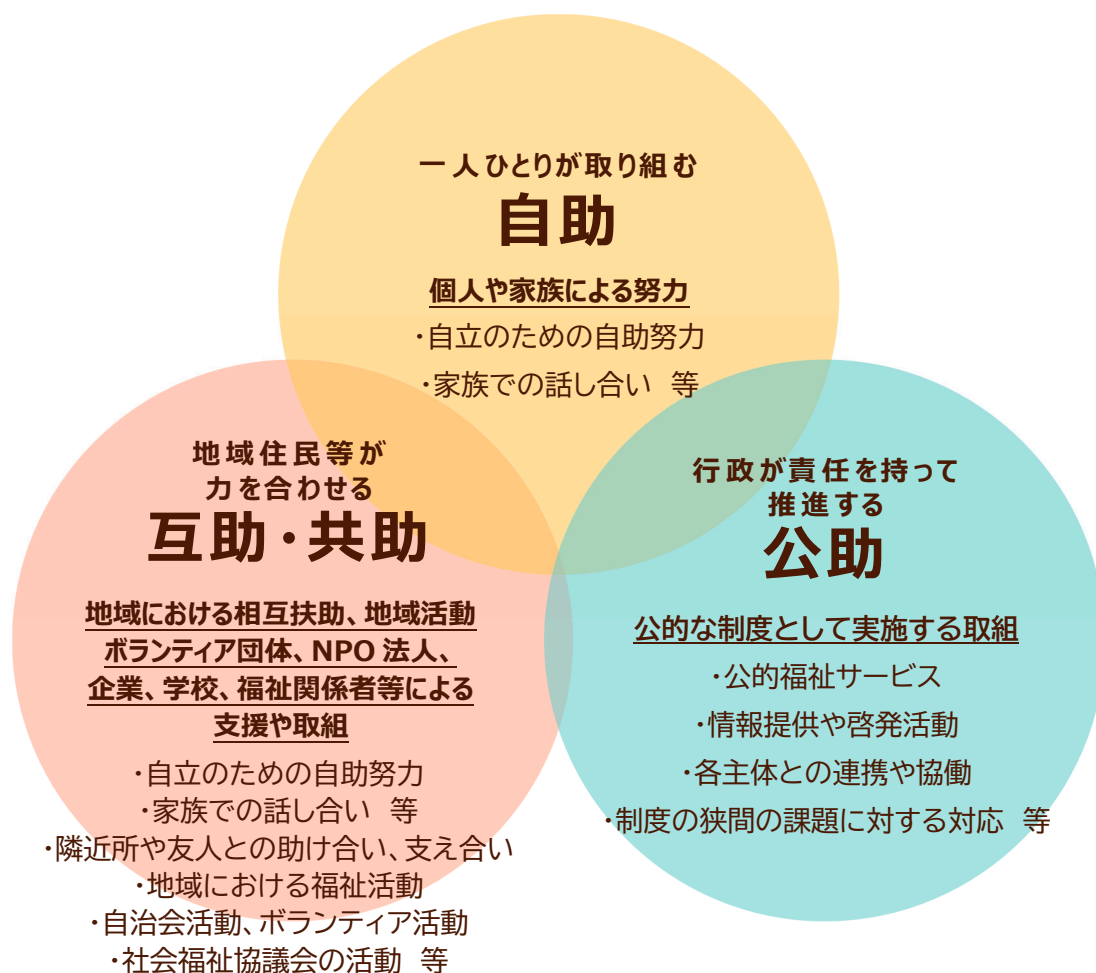 一人ひとりが取り組む
自助
個人や家族による努力
・自立のための自助努力
・家族での話し合い 等
地域住民等が
力を合わせる
互助・共助
地域における相互扶助、地域活動
ボランティア団体、NPO 法人、
企業、学校、福祉関係者等による
支援や取組
・自立のための自助努力
・家族での話し合い 等
・隣近所や友人との助け合い、支え合い
・地域における福祉活動
・自治会活動、ボランティア活動
・社会福祉協議会の活動 等
行政が責任を持って
推進する
公助
公的な制度として実施する取組
・公的福祉サービス
・情報提供や啓発活動
・各主体との連携や協働
・制度の狭間の課題に対する対応 等